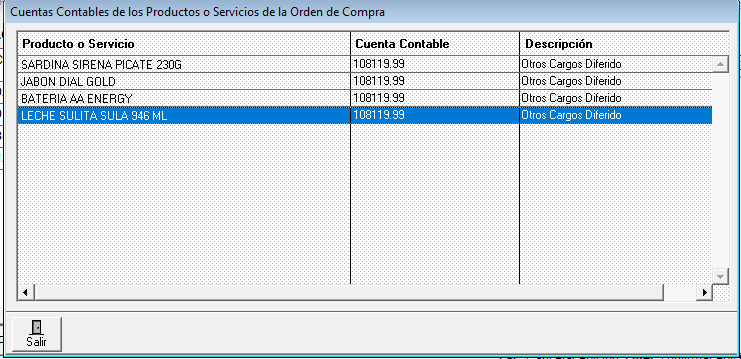 Cuentas Contables de los Productos o Servicios de la Orden de Compra
Producto o Servicio Cuenta Contable Descripción
SARDINA SIRENA PICATE 230G 108119.99 Otros Cargos Diferido
JABON DIAL GOLD 108119.99 Otros Cargos Diferido
BATERIA AA ENERGY 108119.99 Otros Cargos Diferido
LECHE SULITA SULA 946 ML 108119.99 Otros Cargos Diferido
Salir